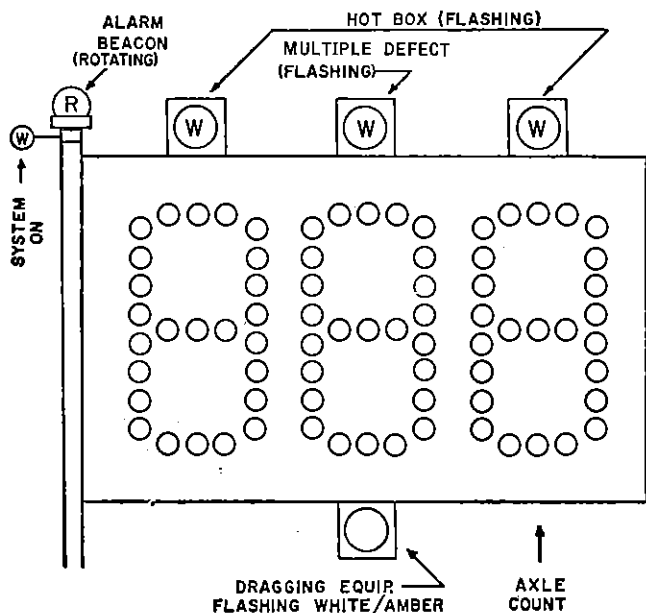 ALARM
BEACON
(ROTATING)
HOT BOX (FLASHING)
MULTIPLE DEFECT
(FLASHING)
R
W
W
W
W
SYSTEM
ON
DRAGGING EQUIP.
FLASHING WHITE/AMBER
AXLE
COUNT